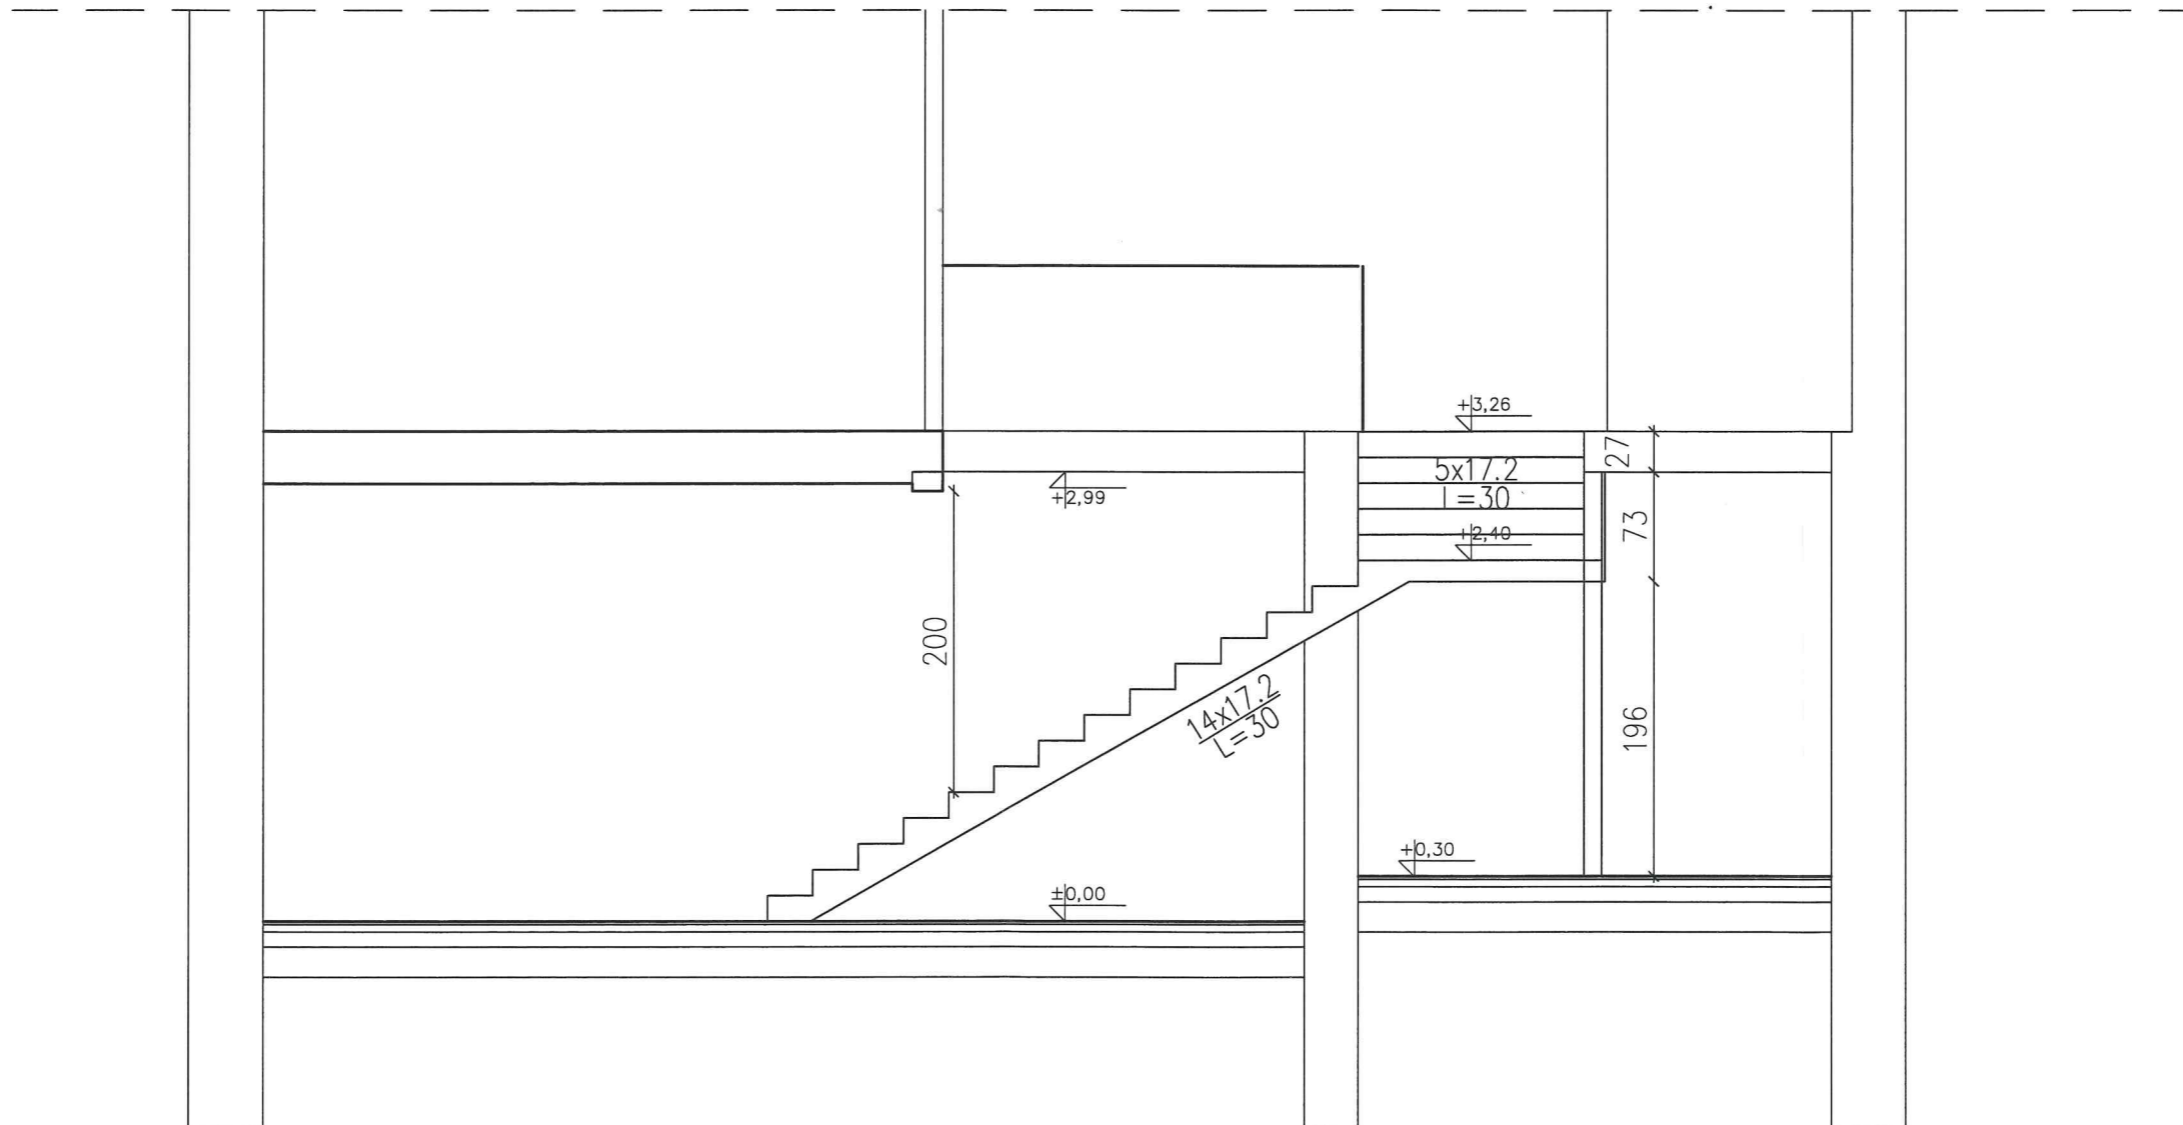 +3,26
27
5x17.2
l=30
+2,99
+2,40
73
200
14x17.2
L=30
196
+0,30
±0,00